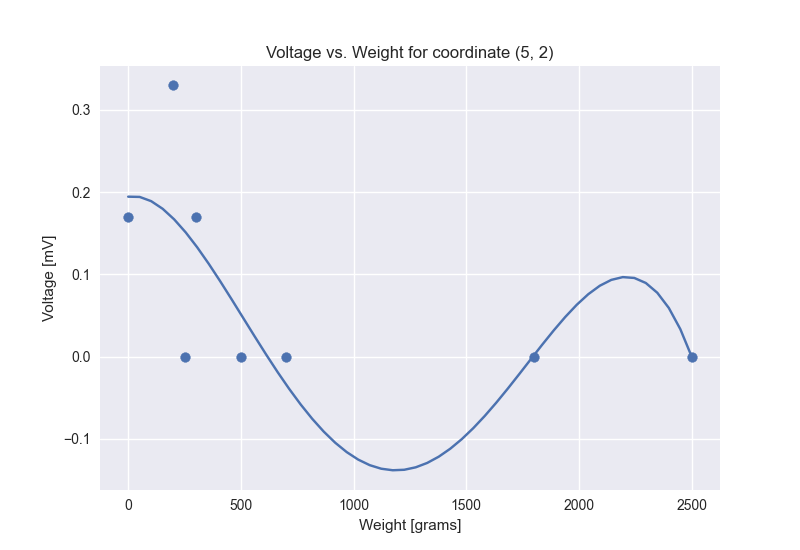 Voltage vs. Weight for coordinate (5, 2)
0.3
0.2
0.1
0.0
−0.1
Voltage [mV]
0 500 1000 1500 2000 2500
Weight [grams]